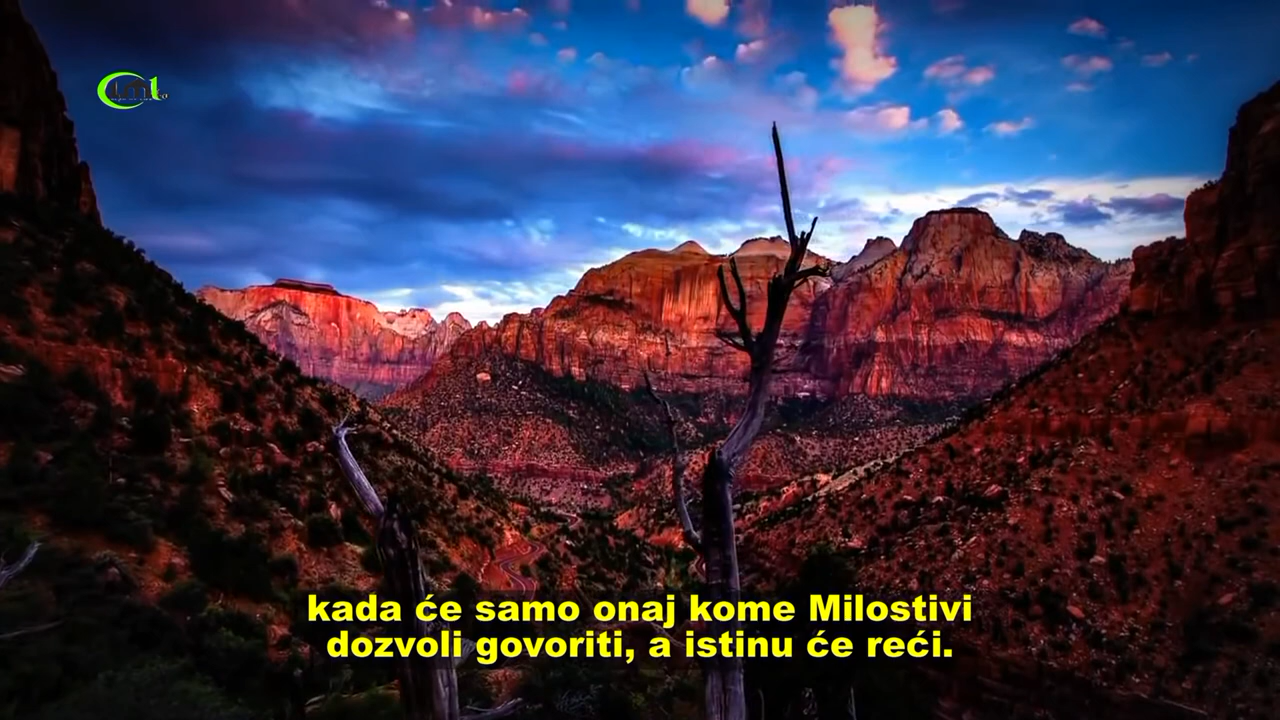 kada će samo onaj kome Milostivi
dozvoli govoriti, a istinu će reći.